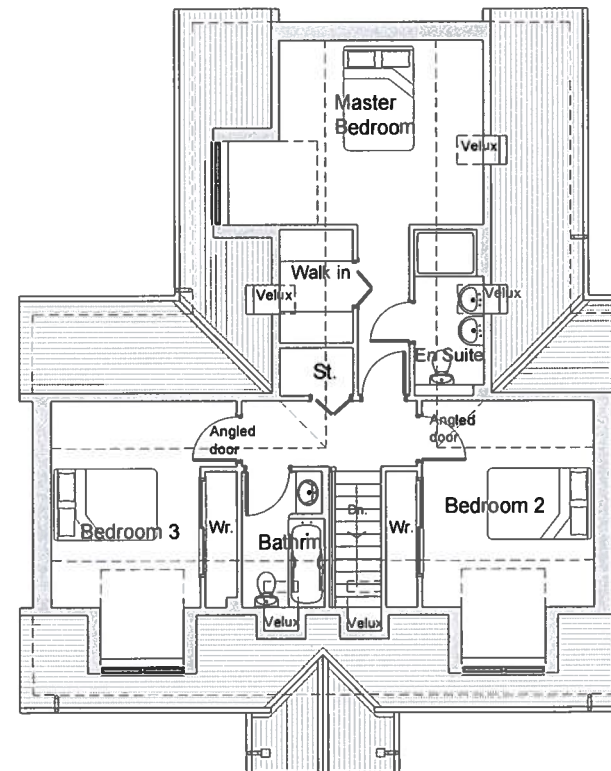 Master
Bedroom
Velux
Walk in
Velux
Velux
En Suite
St.
Angled
door
Angled
door
Bedroom 3
Wr.
Bathrm
Dn.
Wr.
Bedroom 2
Velux
Velux